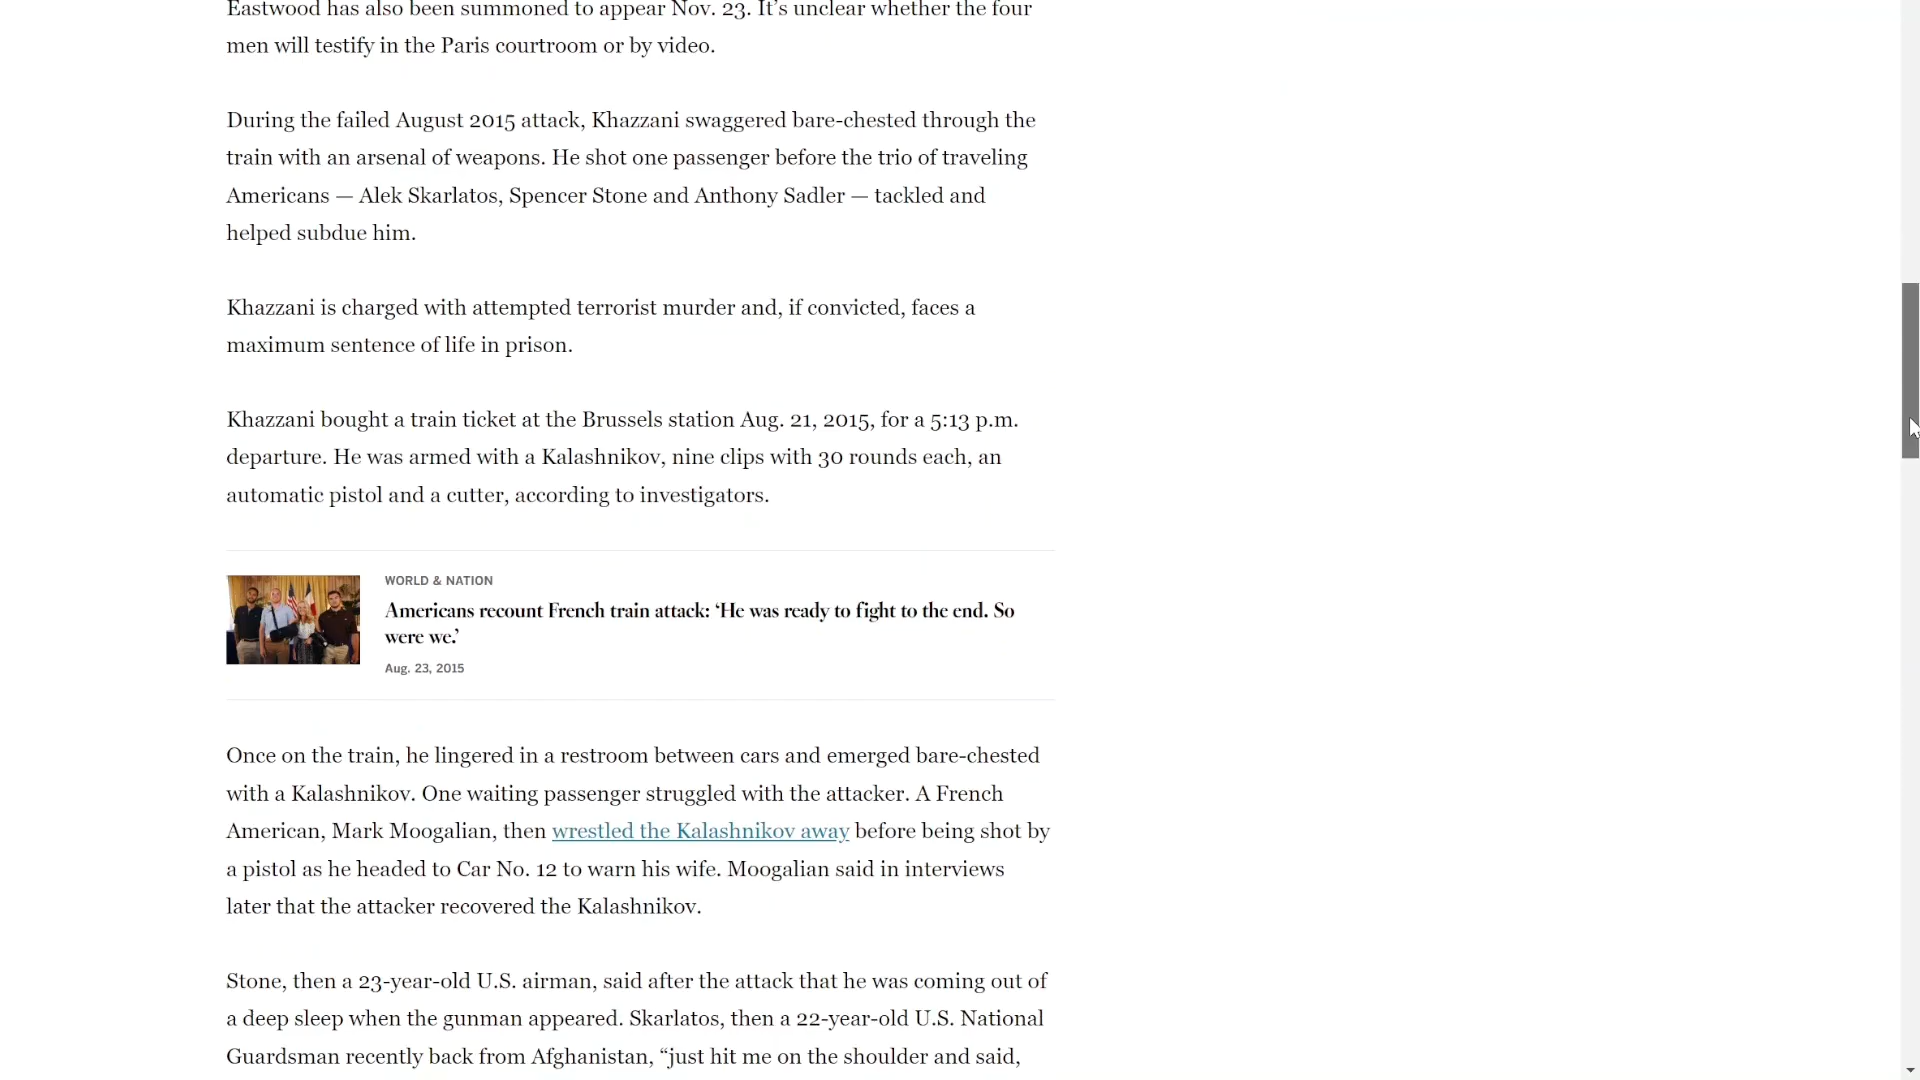 Eastwood has also been summoned to appear Nov. 23. It’s unclear whether the four
men will testify in the Paris courtroom or by video.
During the failed August 2015 attack, Khazzani swaggered bare-chested through the
train with an arsenal of weapons. He shot one passenger before the trio of traveling
Americans — Alek Skarlatos, Spencer Stone and Anthony Sadler — tackled and
helped subdue him.
Khazzani is charged with attempted terrorist murder and, if convicted, faces a
maximum sentence of life in prison.
Khazzani bought a train ticket at the Brussels station Aug. 21, 2015, for a 5:13 p.m.
departure. He was armed with a Kalashnikov, nine clips with 30 rounds each, an
automatic pistol and a cutter, according to investigators.
WORLD & NATION
Americans recount French train attack: ‘He was ready to fight to the end. So
were we.’
Aug. 23, 2015
Once on the train, he lingered in a restroom between cars and emerged bare-chested
with a Kalashnikov. One waiting passenger struggled with the attacker. A French
American, Mark Moogalian, then wrestled the Kalashnikov away before being shot by
a pistol as he headed to Car No. 12 to warn his wife. Moogalian said in interviews
later that the attacker recovered the Kalashnikov.
Stone, then a 23-year-old U.S. airman, said after the attack that he was coming out of
a deep sleep when the gunman appeared. Skarlatos, then a 22-year-old U.S. National
Guardsman recently back from Afghanistan, “just hit me on the shoulder and said,